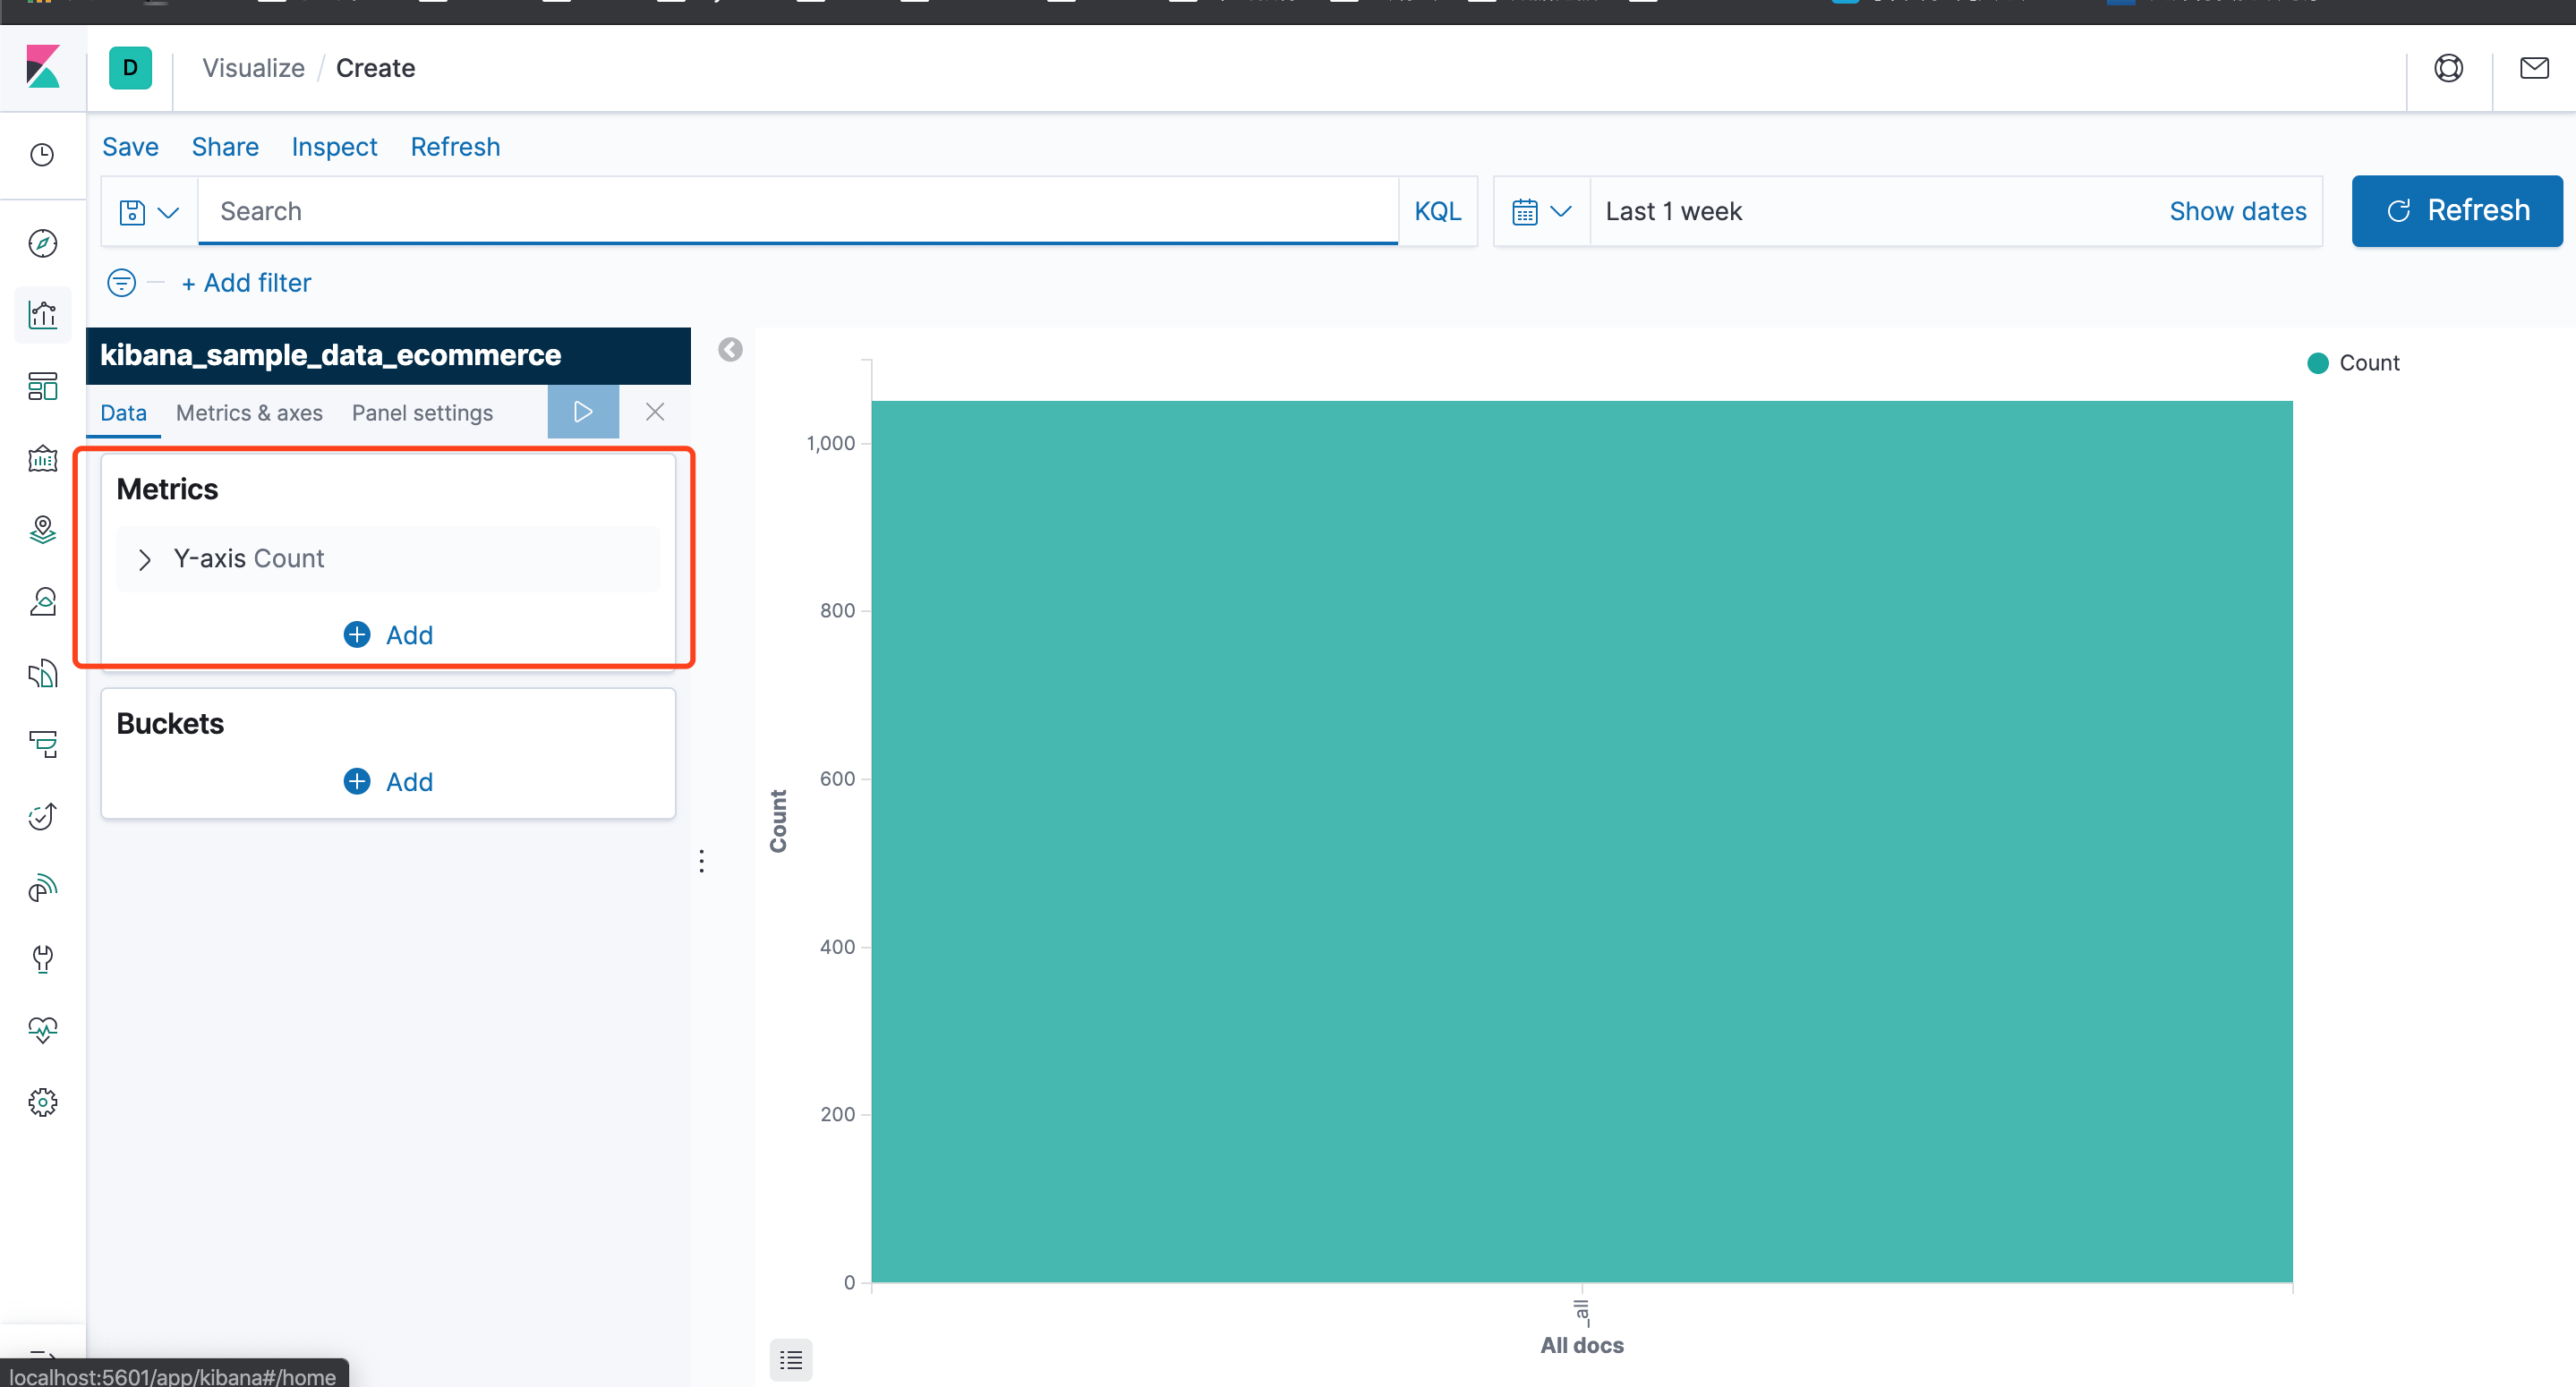 D
Visualize / Create
Save Share Inspect Refresh
Search KQL Last 1 week Show dates Refresh
+ Add filter
kibana_sample_data_ecommerce
Data Metrics & axes Panel settings
Metrics
Y-axis Count
Add
Buckets
Add
Count
1,000
800
600
400
200
0
Count
_all
All docs
localhost:5601/app/kibana#/home